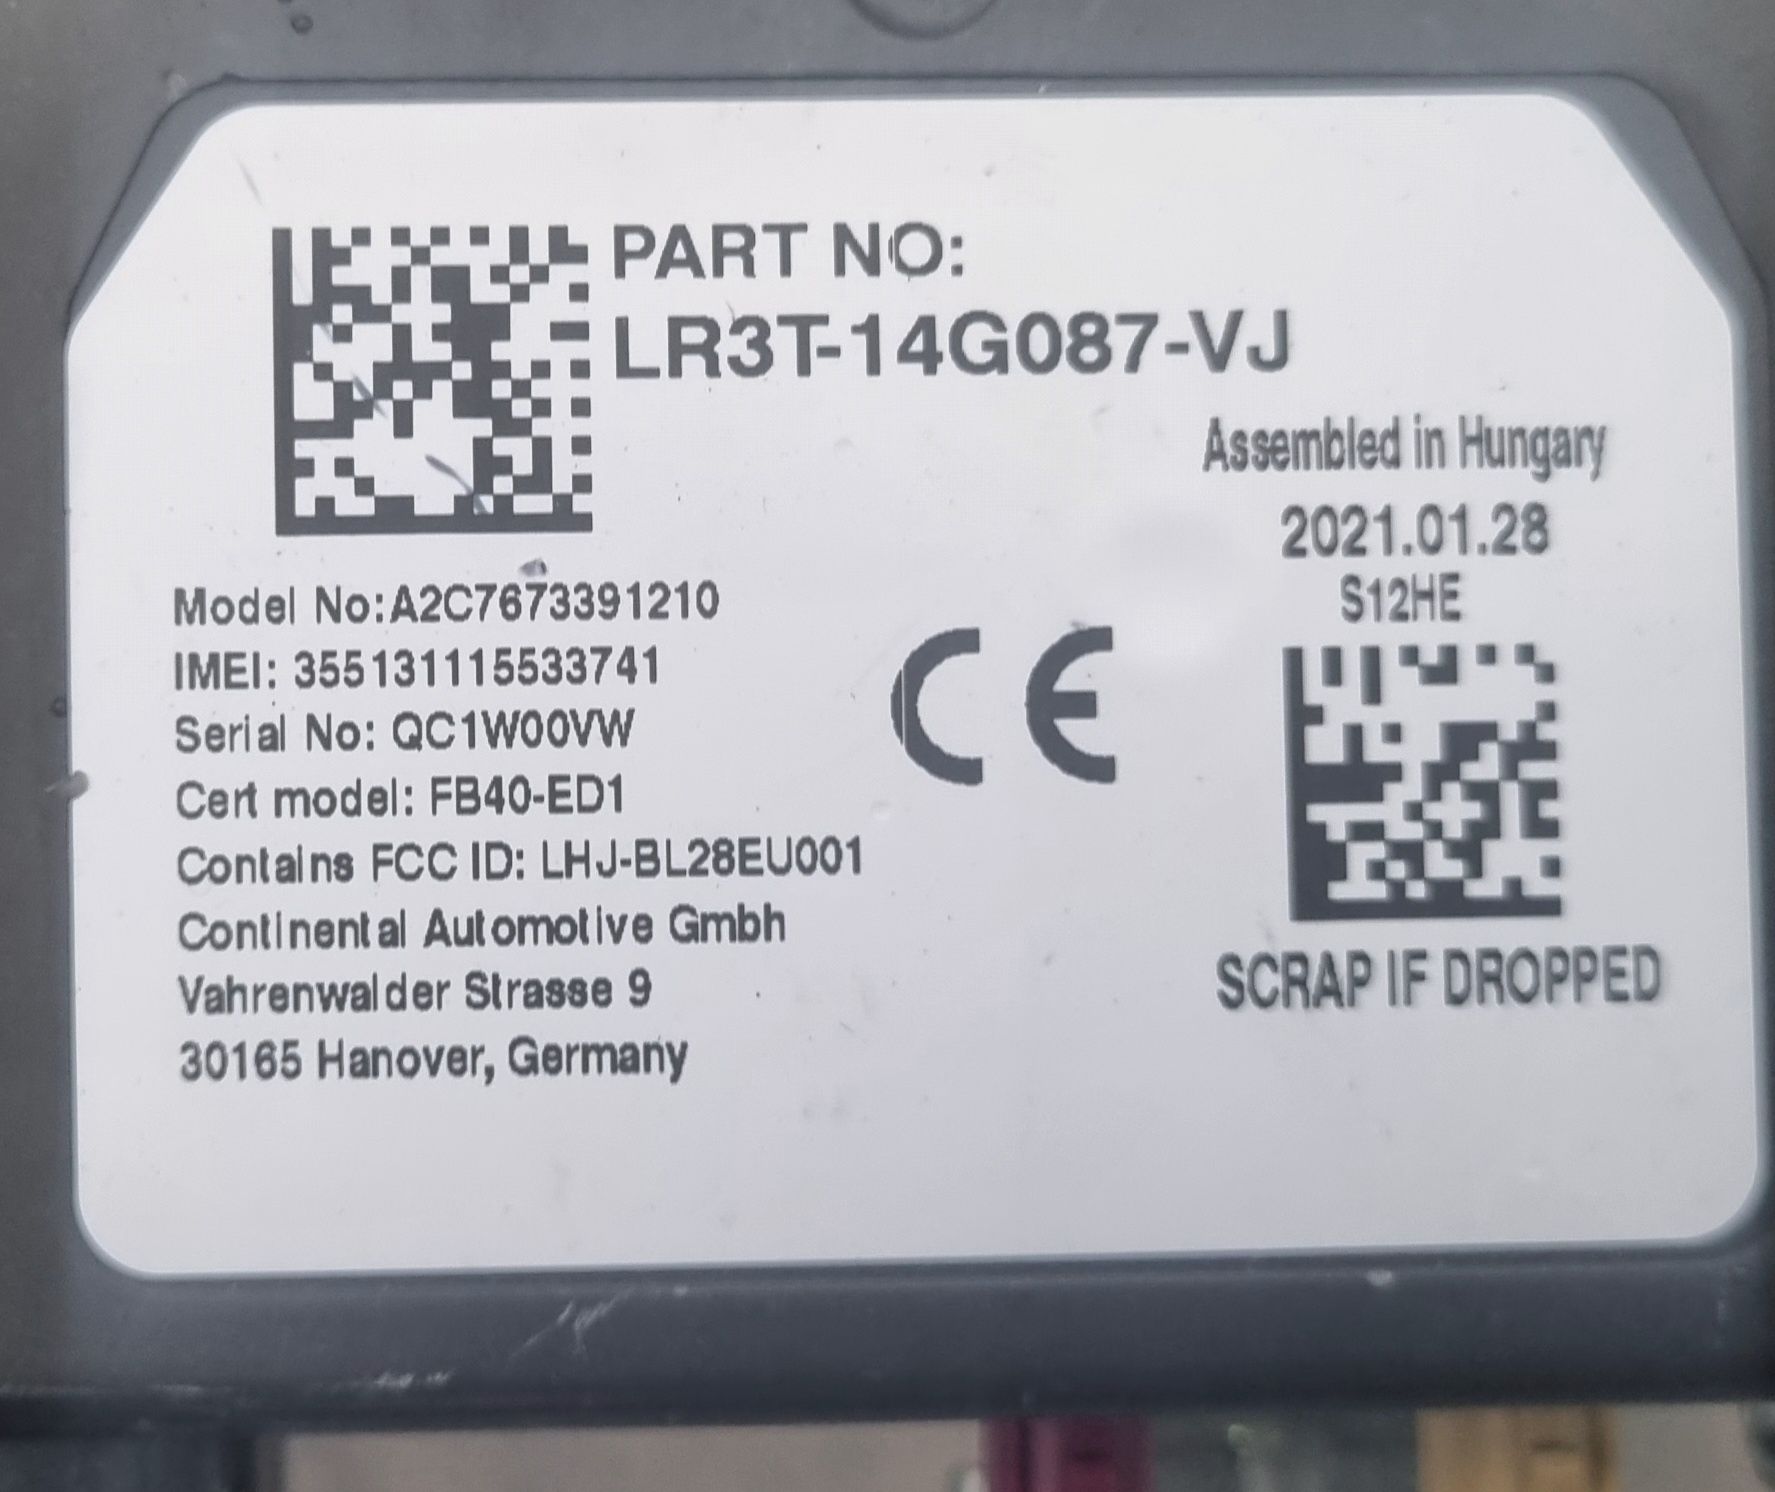 PART NO:
LR3T-14G087-VJ
Assembled in Hungary
2021.01.28
S12HE
Model No:A2C7673391210
IMEI: 355131115533741
Serial No: QC1W00VW
Cert model: FB40-ED1
Contains FCC ID: LHJ-BL28EU001
Continental Automotive Gmbh
Vahrenwalder Strasse 9
30165 Hanover, Germany
CE
SCRAP IF DROPPED